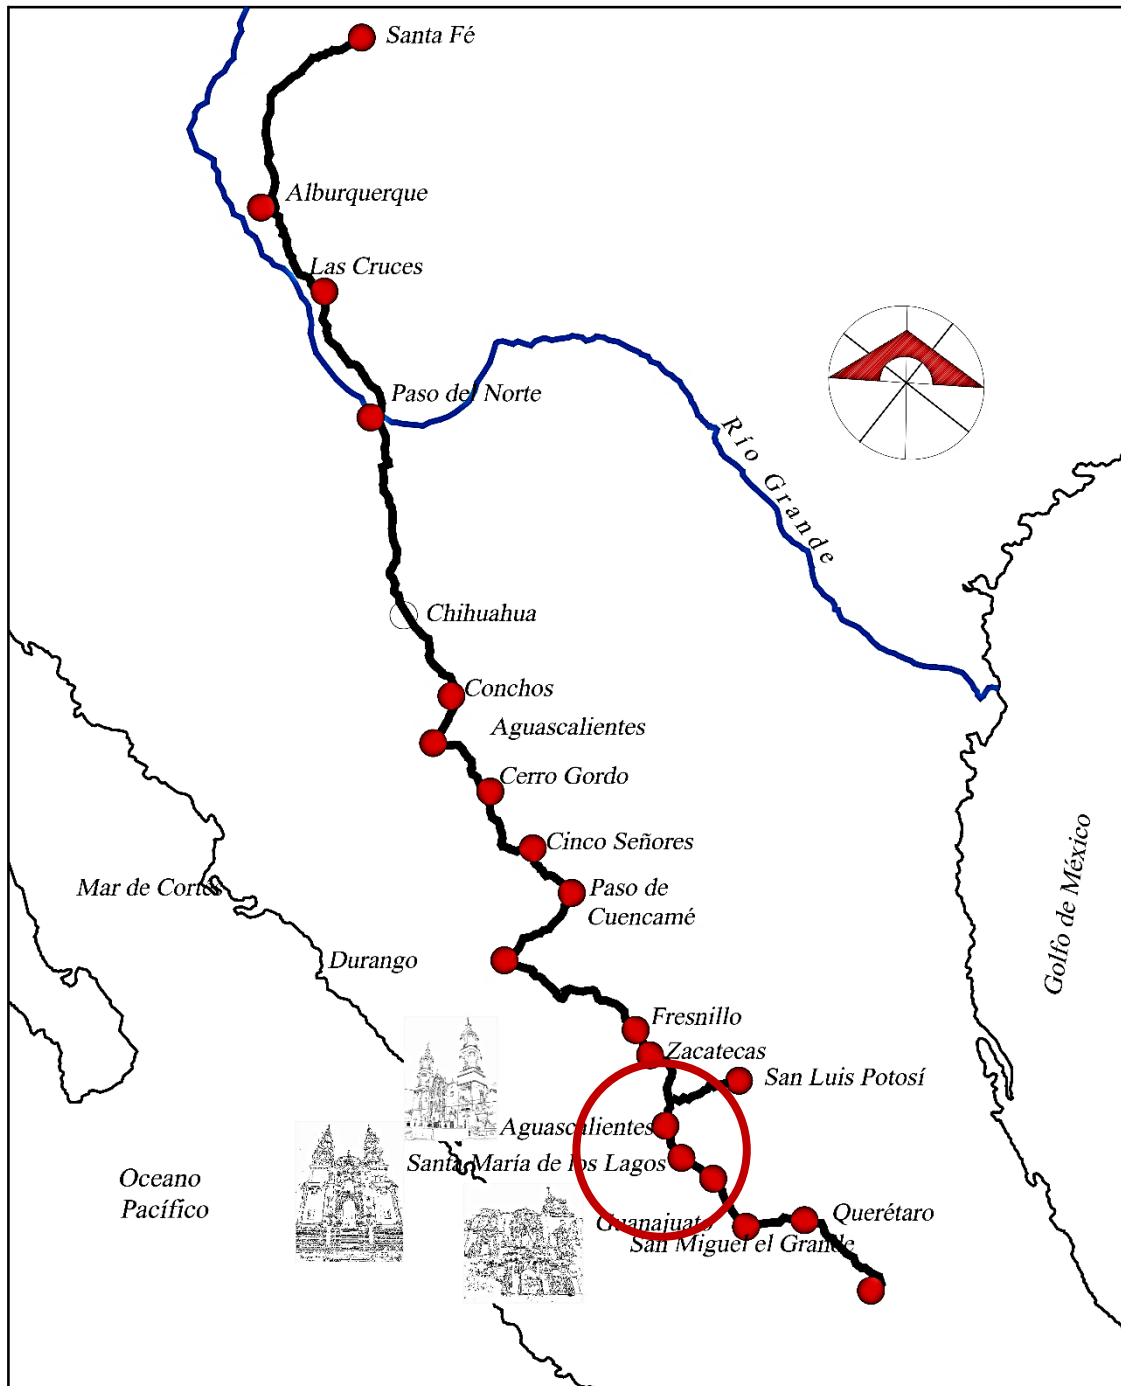 Santa Fé
Alburquerque
Las Cruces
Paso del Norte
Río Grande
Chihuahua
Conchos
Aguascalientes
Cerro Gordo
Cinco Señores
Mar de Cortés
Paso de
Cuencamé
Golfo de México
Durango
Fresnillo
Zacatecas
San Luis Potosí
Aguascalientes
Santa María de los Lagos
Oceano
Pacífico
Guanajuato
Querétaro
San Miguel el Grande